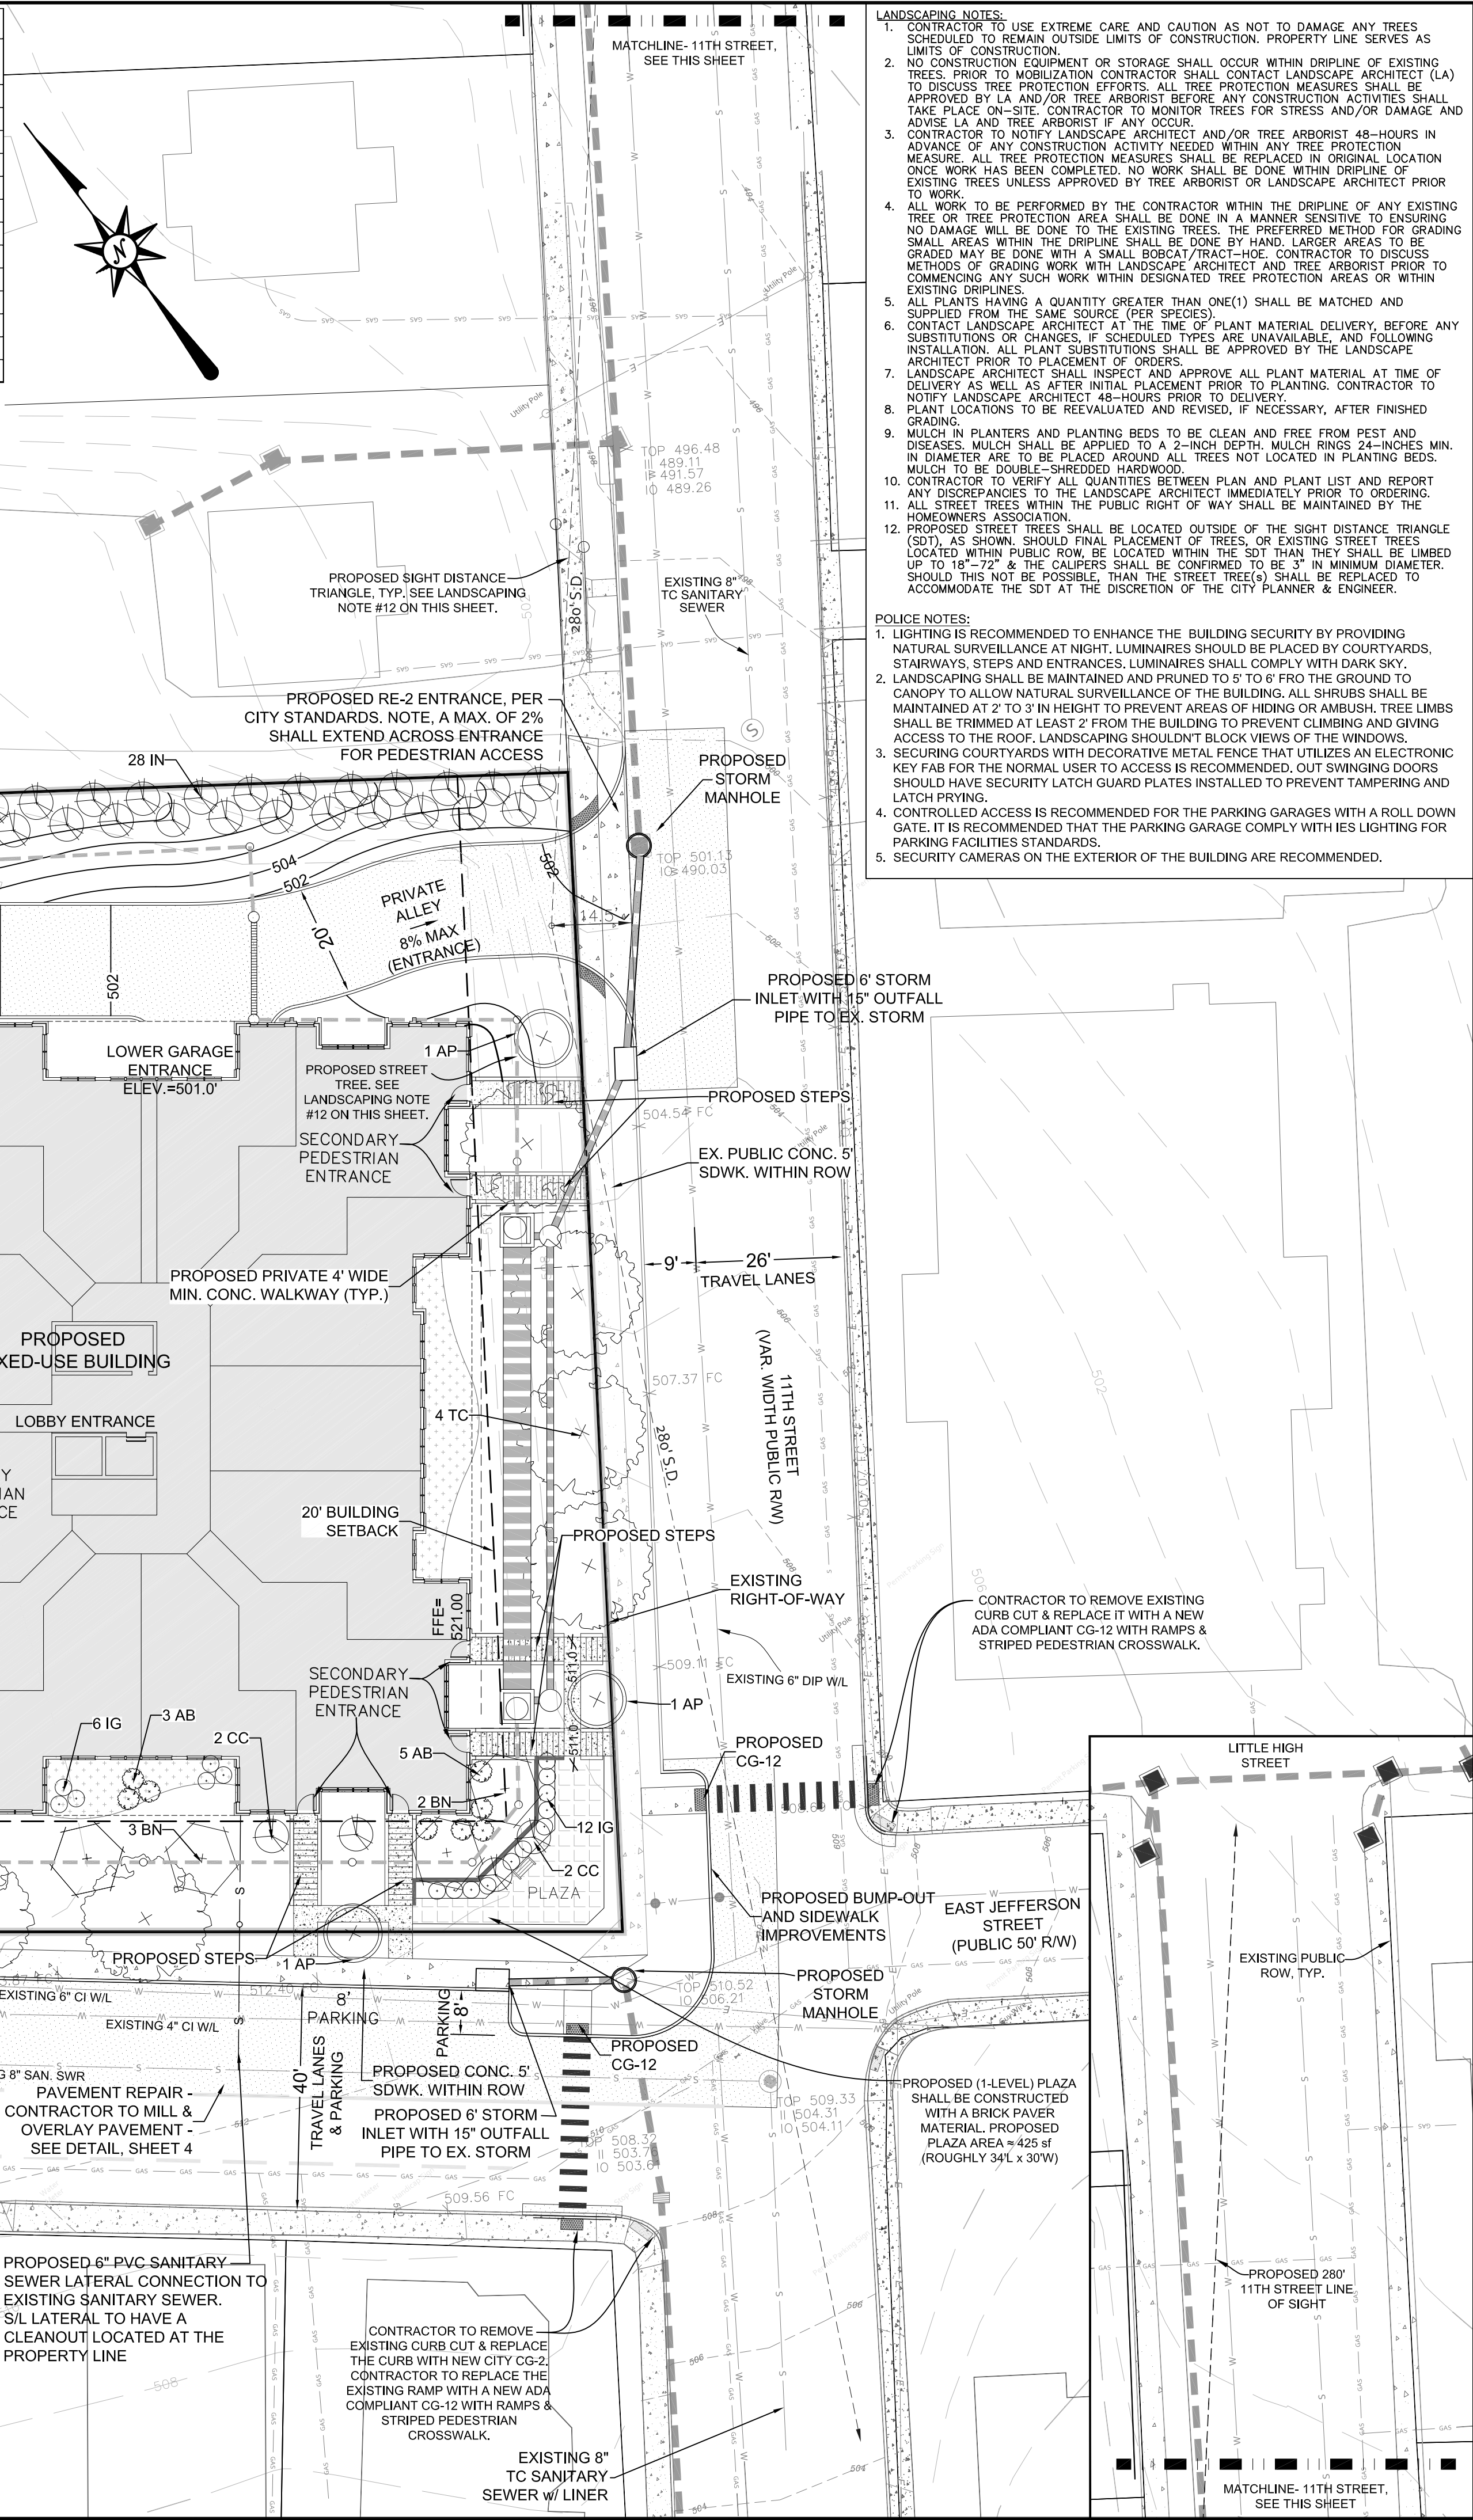 MATCHLINE- 11TH STREET,
SEE THIS SHEET
LANDSCAPING NOTES:
1. CONTRACTOR TO USE EXTREME CARE AND CAUTION AS NOT TO DAMAGE ANY TREES
SCHEDULED TO REMAIN OUTSIDE LIMITS OF CONSTRUCTION. PROPERTY LINE SERVES AS
LIMITS OF CONSTRUCTION.
2. NO CONSTRUCTION EQUIPMENT OR STORAGE SHALL OCCUR WITHIN DRIPLINE OF EXISTING
TREES. PRIOR TO MOBILIZATION CONTRACTOR SHALL CONTACT LANDSCAPE ARCHITECT (LA)
TO DISCUSS TREE PROTECTION EFFORTS. ALL TREE PROTECTION MEASURES SHALL BE
APPROVED BY LA AND/OR TREE ARBORIST BEFORE ANY CONSTRUCTION ACTIVITIES SHALL
TAKE PLACE ON-SITE. CONTRACTOR TO MONITOR TREES FOR STRESS AND/OR DAMAGE AND
ADVISE LA AND TREE ARBORIST IF ANY OCCUR.
3. CONTRACTOR TO NOTIFY LANDSCAPE ARCHITECT AND/OR TREE ARBORIST 48-HOURS IN
ADVANCE OF ANY CONSTRUCTION ACTIVITY NEEDED WITHIN ANY TREE PROTECTION
MEASURE. ALL TREE PROTECTION MEASURES SHALL BE REPLACED IN ORIGINAL LOCATION
ONCE WORK HAS BEEN COMPLETED. NO WORK SHALL BE DONE WITHIN DRIPLINE OF
EXISTING TREES UNLESS APPROVED BY TREE ARBORIST OR LANDSCAPE ARCHITECT PRIOR
TO WORK.
4. ALL WORK TO BE PERFORMED BY THE CONTRACTOR WITHIN THE DRIPLINE OF ANY EXISTING
TREE OR TREE PROTECTION AREA SHALL BE DONE IN A MANNER SENSITIVE TO ENSURING
NO DAMAGE WILL BE DONE TO THE EXISTING TREES. THE PREFERRED METHOD FOR GRADING
SMALL AREAS WITHIN THE DRIPLINE SHALL BE DONE BY HAND. LARGER AREAS TO BE
GRADED MAY BE DONE WITH A SMALL BOBCAT/TRACT-HOE. CONTRACTOR TO DISCUSS
METHODS OF GRADING WORK WITH LANDSCAPE ARCHITECT AND TREE ARBORIST PRIOR TO
COMMENCING ANY SUCH WORK WITHIN DESIGNATED TREE PROTECTION AREAS OR WITHIN
EXISTING DRIPLINES.
5. ALL PLANTS HAVING A QUANTITY GREATER THAN ONE(1) SHALL BE MATCHED AND
SUPPLIED FROM THE SAME SOURCE (PER SPECIES).
6. CONTACT LANDSCAPE ARCHITECT AT THE TIME OF PLANT MATERIAL DELIVERY, BEFORE ANY
SUBSTITUTIONS OR CHANGES, IF SCHEDULED TYPES ARE UNAVAILABLE, AND FOLLOWING
INSTALLATION. ALL PLANT SUBSTITUTIONS SHALL BE APPROVED BY THE LANDSCAPE
ARCHITECT PRIOR TO PLACEMENT OF ORDERS.
7. LANDSCAPE ARCHITECT SHALL INSPECT AND APPROVE ALL PLANT MATERIAL AT TIME OF
DELIVERY AS WELL AS AFTER INITIAL PLACEMENT PRIOR TO PLANTING. CONTRACTOR TO
NOTIFY LANDSCAPE ARCHITECT 48-HOURS PRIOR TO DELIVERY.
8. PLANT LOCATIONS TO BE REEVALUATED AND REVISED, IF NECESSARY, AFTER FINISHED
GRADING.
9. MULCH IN PLANTERS AND PLANTING BEDS TO BE CLEAN AND FREE FROM PEST AND
DISEASES. MULCH SHALL BE APPLIED TO A 2-INCH DEPTH. MULCH RINGS 24-INCHES MIN.
IN DIAMETER ARE TO BE PLACED AROUND ALL TREES NOT LOCATED IN PLANTING BEDS.
MULCH TO BE DOUBLE-SHREDDED HARDWOOD.
10. CONTRACTOR TO VERIFY ALL QUANTITIES BETWEEN PLAN AND PLANT LIST AND REPORT
ANY DISCREPANCIES TO THE LANDSCAPE ARCHITECT IMMEDIATELY PRIOR TO ORDERING.
11. ALL STREET TREES WITHIN THE PUBLIC RIGHT OF WAY SHALL BE MAINTAINED BY THE
HOMEOWNERS ASSOCIATION.
12. PROPOSED STREET TREES SHALL BE LOCATED OUTSIDE OF THE SIGHT DISTANCE TRIANGLE
(SDT), AS SHOWN. SHOULD FINAL PLACEMENT OF TREES, OR EXISTING STREET TREES
LOCATED WITHIN PUBLIC ROW, BE LOCATED WITHIN THE SDT THAN THEY SHALL BE LIMBED
UP TO 18"-72" & THE CALIPERS SHALL BE CONFIRMED TO BE 3" IN MINIMUM DIAMETER.
SHOULD THIS NOT BE POSSIBLE, THAN THE STREET TREE(s) SHALL BE REPLACED TO
ACCOMMODATE THE SDT AT THE DISCRETION OF THE CITY PLANNER & ENGINEER.
POLICE NOTES:
1. LIGHTING IS RECOMMENDED TO ENHANCE THE BUILDING SECURITY BY PROVIDING
NATURAL SURVEILLANCE AT NIGHT. LUMINAIRES SHOULD BE PLACED BY COURTYARDS,
STAIRWAYS, STEPS AND ENTRANCES. LUMINAIRES SHALL COMPLY WITH DARK SKY.
2. LANDSCAPING SHALL BE MAINTAINED AND PRUNED TO 5' TO 6' FRO THE GROUND TO
CANOPY TO ALLOW NATURAL SURVEILLANCE OF THE BUILDING. ALL SHRUBS SHALL BE
MAINTAINED AT 2' TO 3' IN HEIGHT TO PREVENT AREAS OF HIDING OR AMBUSH. TREE LIMBS
SHALL BE TRIMMED AT LEAST 2' FROM THE BUILDING TO PREVENT CLIMBING AND GIVING
ACCESS TO THE ROOF. LANDSCAPING SHOULDN'T BLOCK VIEWS OF THE WINDOWS.
3. SECURING COURTYARDS WITH DECORATIVE METAL FENCE THAT UTILIZES AN ELECTRONIC
KEY FAB FOR THE NORMAL USER TO ACCESS IS RECOMMENDED. OUT SWINGING DOORS
SHOULD HAVE SECURITY LATCH GUARD PLATES INSTALLED TO PREVENT TAMPERING AND
LATCH PRYING.
4. CONTROLLED ACCESS IS RECOMMENDED FOR THE PARKING GARAGES WITH A ROLL DOWN
GATE. IT IS RECOMMENDED THAT THE PARKING GARAGE COMPLY WITH IES LIGHTING FOR
PARKING FACILITIES STANDARDS.
5. SECURITY CAMERAS ON THE EXTERIOR OF THE BUILDING ARE RECOMMENDED.
N
Utility Pole
Utility Pole
TOP 496.48
II 489.11
491.57
IO 489.26
PROPOSED SIGHT DISTANCE
TRIANGLE, TYP. SEE LANDSCAPING
NOTE #12 ON THIS SHEET.
280' S.D.
EXISTING 8"
TC SANITARY
SEWER
PROPOSED RE-2 ENTRANCE, PER
CITY STANDARDS. NOTE, A MAX. OF 2%
SHALL EXTEND ACROSS ENTRANCE
FOR PEDESTRIAN ACCESS
28 IN
PROPOSED
STORM
MANHOLE
S
TOP 501.13
IO 490.03
504
502
502
502
20'
PRIVATE
ALLEY
8% MAX
(ENTRANCE)
14.5'
PROPOSED 6' STORM
INLET WITH 15" OUTFALL
PIPE TO EX. STORM
LOWER GARAGE
ENTRANCE
ELEV.=501.0'
1 AP
PROPOSED STREET
TREE. SEE
LANDSCAPING NOTE
#12 ON THIS SHEET.
PROPOSED STEPS
504.54 FC
SECONDARY
PEDESTRIAN
ENTRANCE
EX. PUBLIC CONC. 5'
SDWK. WITHIN ROW
Utility Pole
9'
26'
TRAVEL LANES
PROPOSED PRIVATE 4' WIDE
MIN. CONC. WALKWAY (TYP.)
PROPOSED
XED-USE BUILDING
507.37 FC
11TH STREET
(VAR. WIDTH PUBLIC R/W)
502
LOBBY ENTRANCE
4 TC
280' S.D.
Y
IAN
CE
20' BUILDING
SETBACK
PROPOSED STEPS
EXISTING
RIGHT-OF-WAY
506
FFE=
521.00
CONTRACTOR TO REMOVE EXISTING
CURB CUT & REPLACE iT WITH A NEW
ADA COMPLIANT CG-12 WITH RAMPS &
STRIPED PEDESTRIAN CROSSWALK.
Utility Pole
511.0
509.11 FC
EXISTING 6" DIP W/L
SECONDARY
PEDESTRIAN
ENTRANCE
1 AP
511.0
6 IG
3 AB
2 CC
5 AB
2 BN
3 BN
12 IG
2 CC
PLAZA
PROPOSED
CG-12
PROPOSED BUMP-OUT
AND SIDEWALK
IMPROVEMENTS
EAST JEFFERSON
STREET
(PUBLIC 50' R/W)
LITTLE HIGH
STREET
EXISTING PUBLIC
ROW, TYP.
PROPOSED STEPS
1 AP
EXISTING 6" CI W/L
512.40
EXISTING 4" CI W/L
8'
PARKING
PARKING
8'
TOP 510.52
IO 506.21
PROPOSED
STORM
MANHOLE
Utility Pole
PROPOSED
CG-12
G 8" SAN. SWR
PAVEMENT REPAIR -
CONTRACTOR TO MILL &
OVERLAY PAVEMENT -
SEE DETAIL, SHEET 4
40'
TRAVEL LANES
& PARKING
PROPOSED CONC. 5'
SDWK. WITHIN ROW
PROPOSED 6' STORM
INLET WITH 15" OUTFALL
PIPE TO EX. STORM
PROPOSED (1-LEVEL) PLAZA
SHALL BE CONSTRUCTED
WITH A BRICK PAVER
MATERIAL. PROPOSED
PLAZA AREA ≈ 425 sf
(ROUGHLY 34'L x 30'W)
TOP 509.33
II 504.31
IO 504.11
509.56 FC
PROPOSED 6" PVC SANITARY
SEWER LATERAL CONNECTION TO
EXISTING SANITARY SEWER.
S/L LATERAL TO HAVE A
CLEANOUT LOCATED AT THE
PROPERTY LINE
508
CONTRACTOR TO REMOVE
EXISTING CURB CUT & REPLACE
THE CURB WITH NEW CITY CG-2.
CONTRACTOR TO REPLACE THE
EXISTING RAMP WITH A NEW ADA
COMPLIANT CG-12 WITH RAMPS &
STRIPED PEDESTRIAN
CROSSWALK.
EXISTING 8"
TC SANITARY
SEWER w/ LINER
PROPOSED 280'
11TH STREET LINE
OF SIGHT
MATCHLINE- 11TH STREET,
SEE THIS SHEET